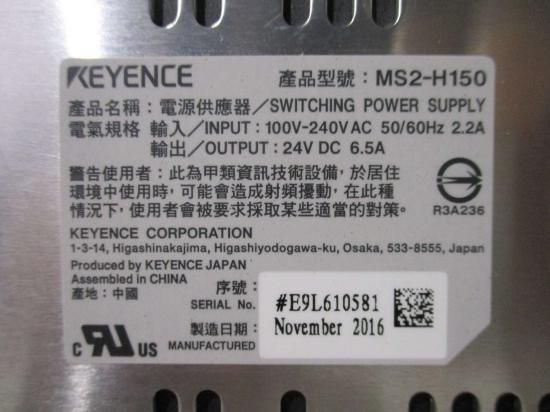 KEYENCE 產品型號：MS2-H150
產品名稱：電源供應器／SWITCHING POWER SUPPLY
電氣規格 輸入／INPUT：100V-240V AC 50/60Hz 2.2A
輸出／OUTPUT：24V DC 6.5A
警告使用者：此為甲類資訊技術設備，於居住
環境中使用時，可能會造成射頻擾動，在此種
情況下，使用者會被要求採取某些適當的對策。
R3A236
KEYENCE CORPORATION
1-3-14, Higashinakajima, Higashiyodogawa-ku, Osaka, 533-8555, Japan
Produced by KEYENCE JAPAN
Assembled in CHINA
產地：中國
序號：
SERIAL No.
#E9L610581
製造日期：
MANUFACTURED
November 2016
c RU US